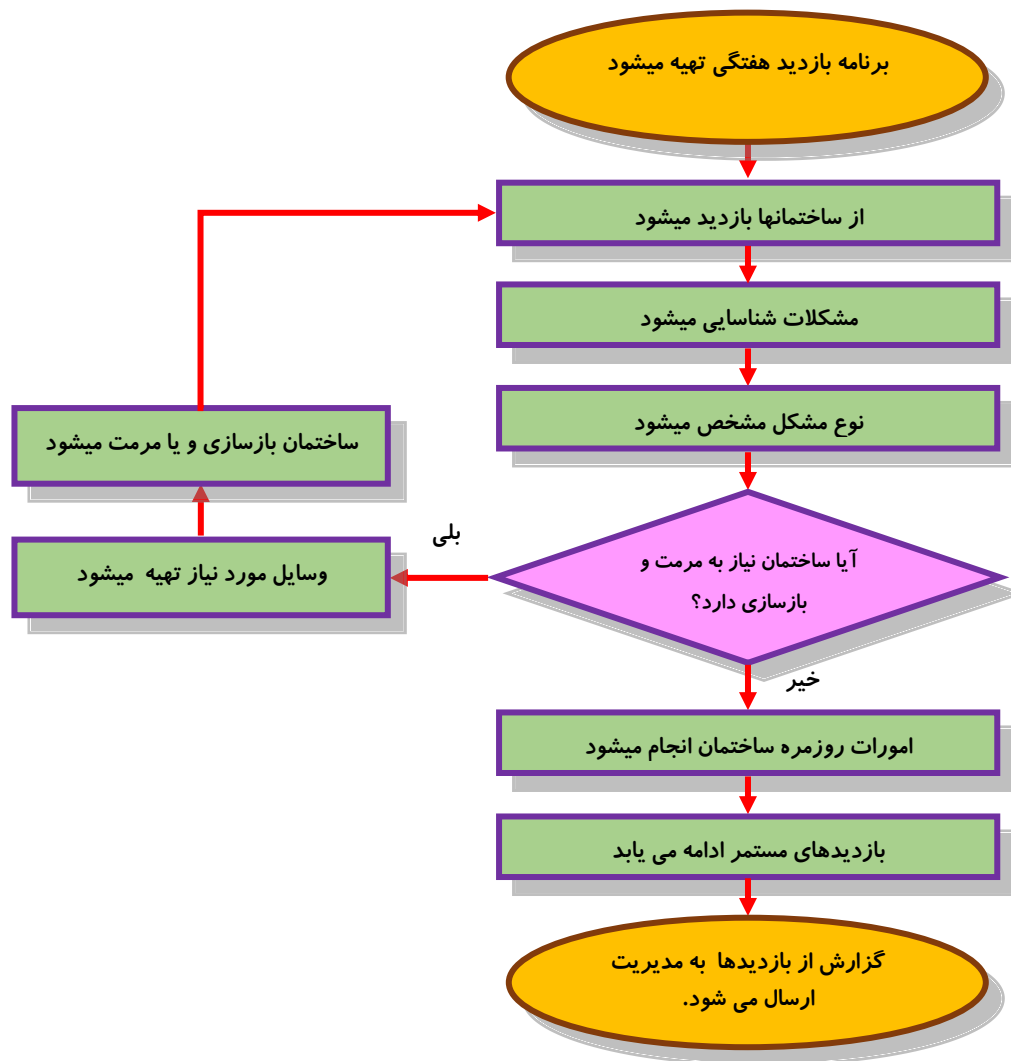 برنامه بازدید هفتگی تهیه میشود
از ساختمانها بازدید میشود
مشکلات شناسایی میشود
نوع مشکل مشخص میشود
آیا ساختمان نیاز به مرمت و
بازسازی دارد؟
بلی
وسایل مورد نیاز تهیه میشود
ساختمان بازسازی و یا مرمت میشود
خیر
امورات روزمره ساختمان انجام میشود
بازدیدهای مستمر ادامه می یابد
گزارش از بازدیدها به مدیریت
ارسال می شود.